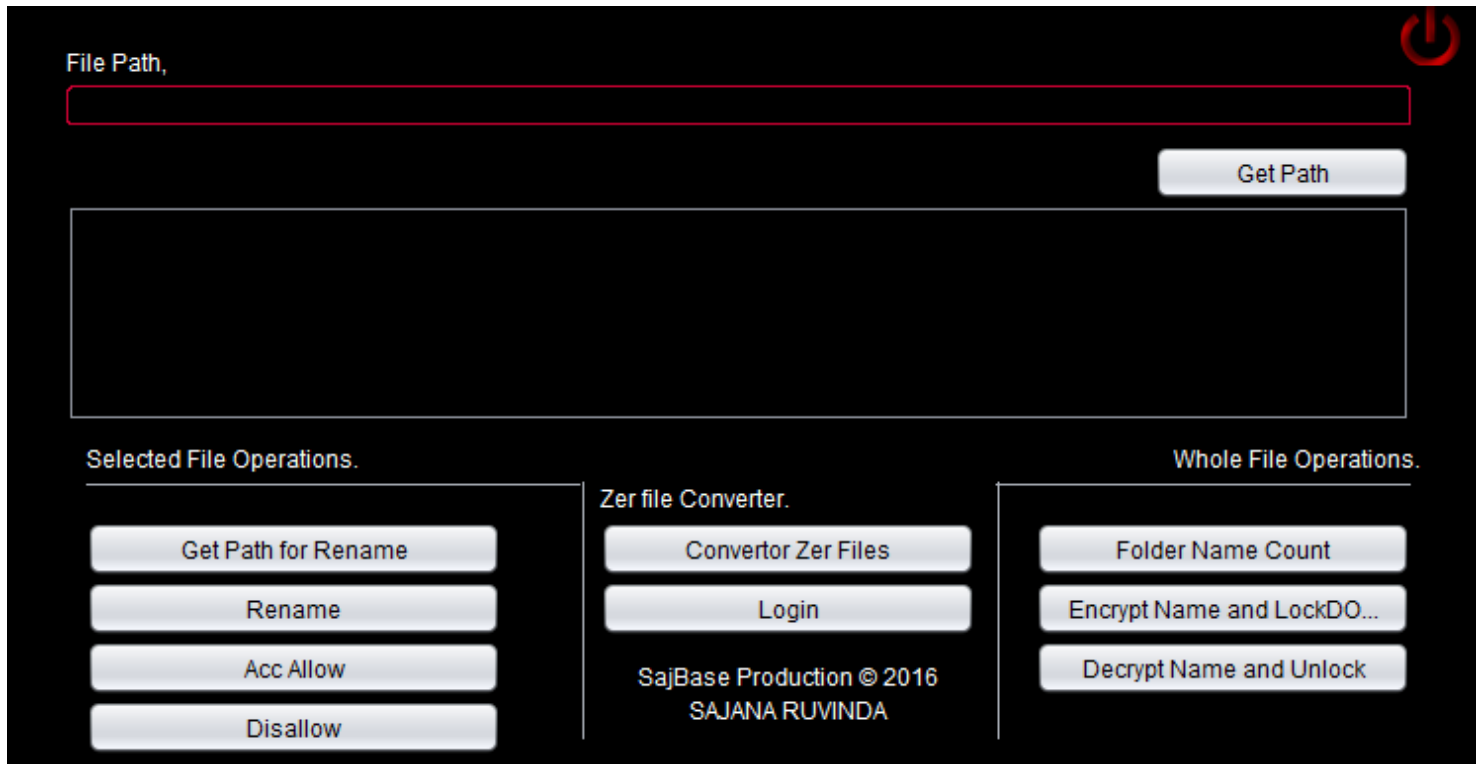 File Path,
Get Path
Selected File Operations.
Whole File Operations.
Zer file Converter.
Get Path for Rename
Convertor Zer Files
Folder Name Count
Rename
Login
Encrypt Name and LockDO...
Acc Allow
SajBase Production © 2016
Decrypt Name and Unlock
SAJANA RUVINDA
Disallow